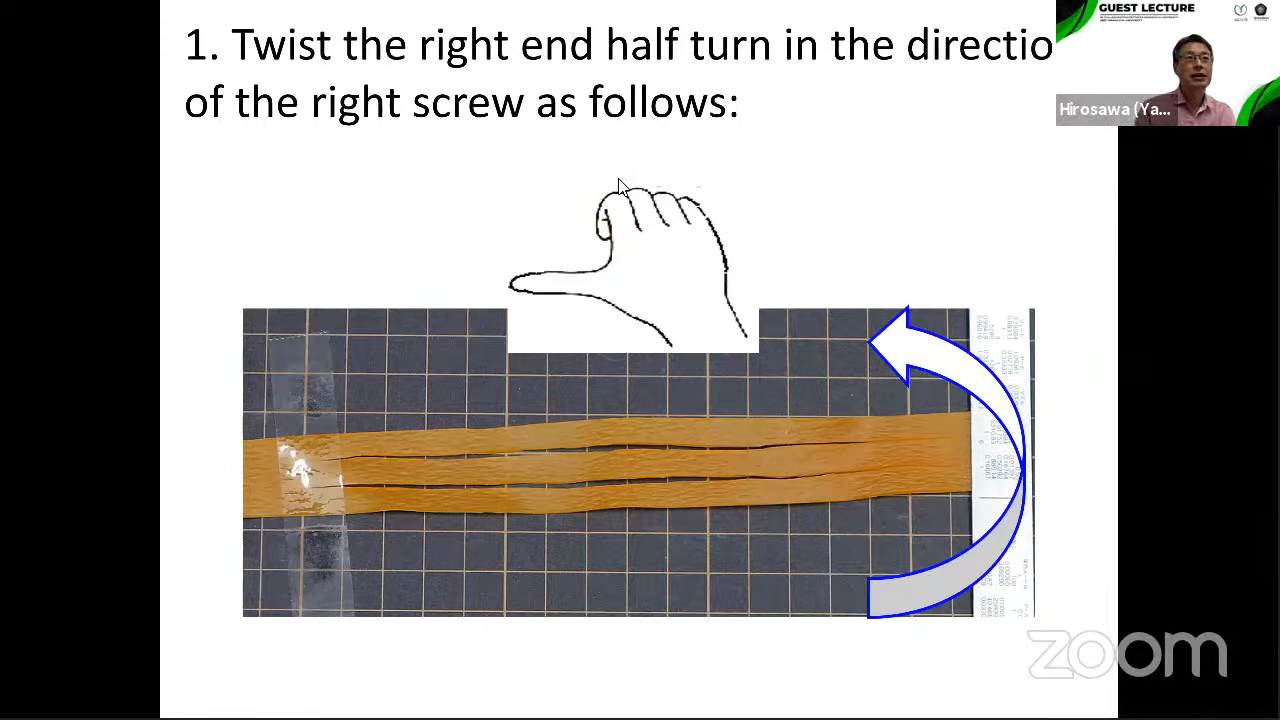 1. Twist the right end half turn in the directio
of the right screw as follows:
GUEST LECTURE
Hirosawa (Ya...
zoom